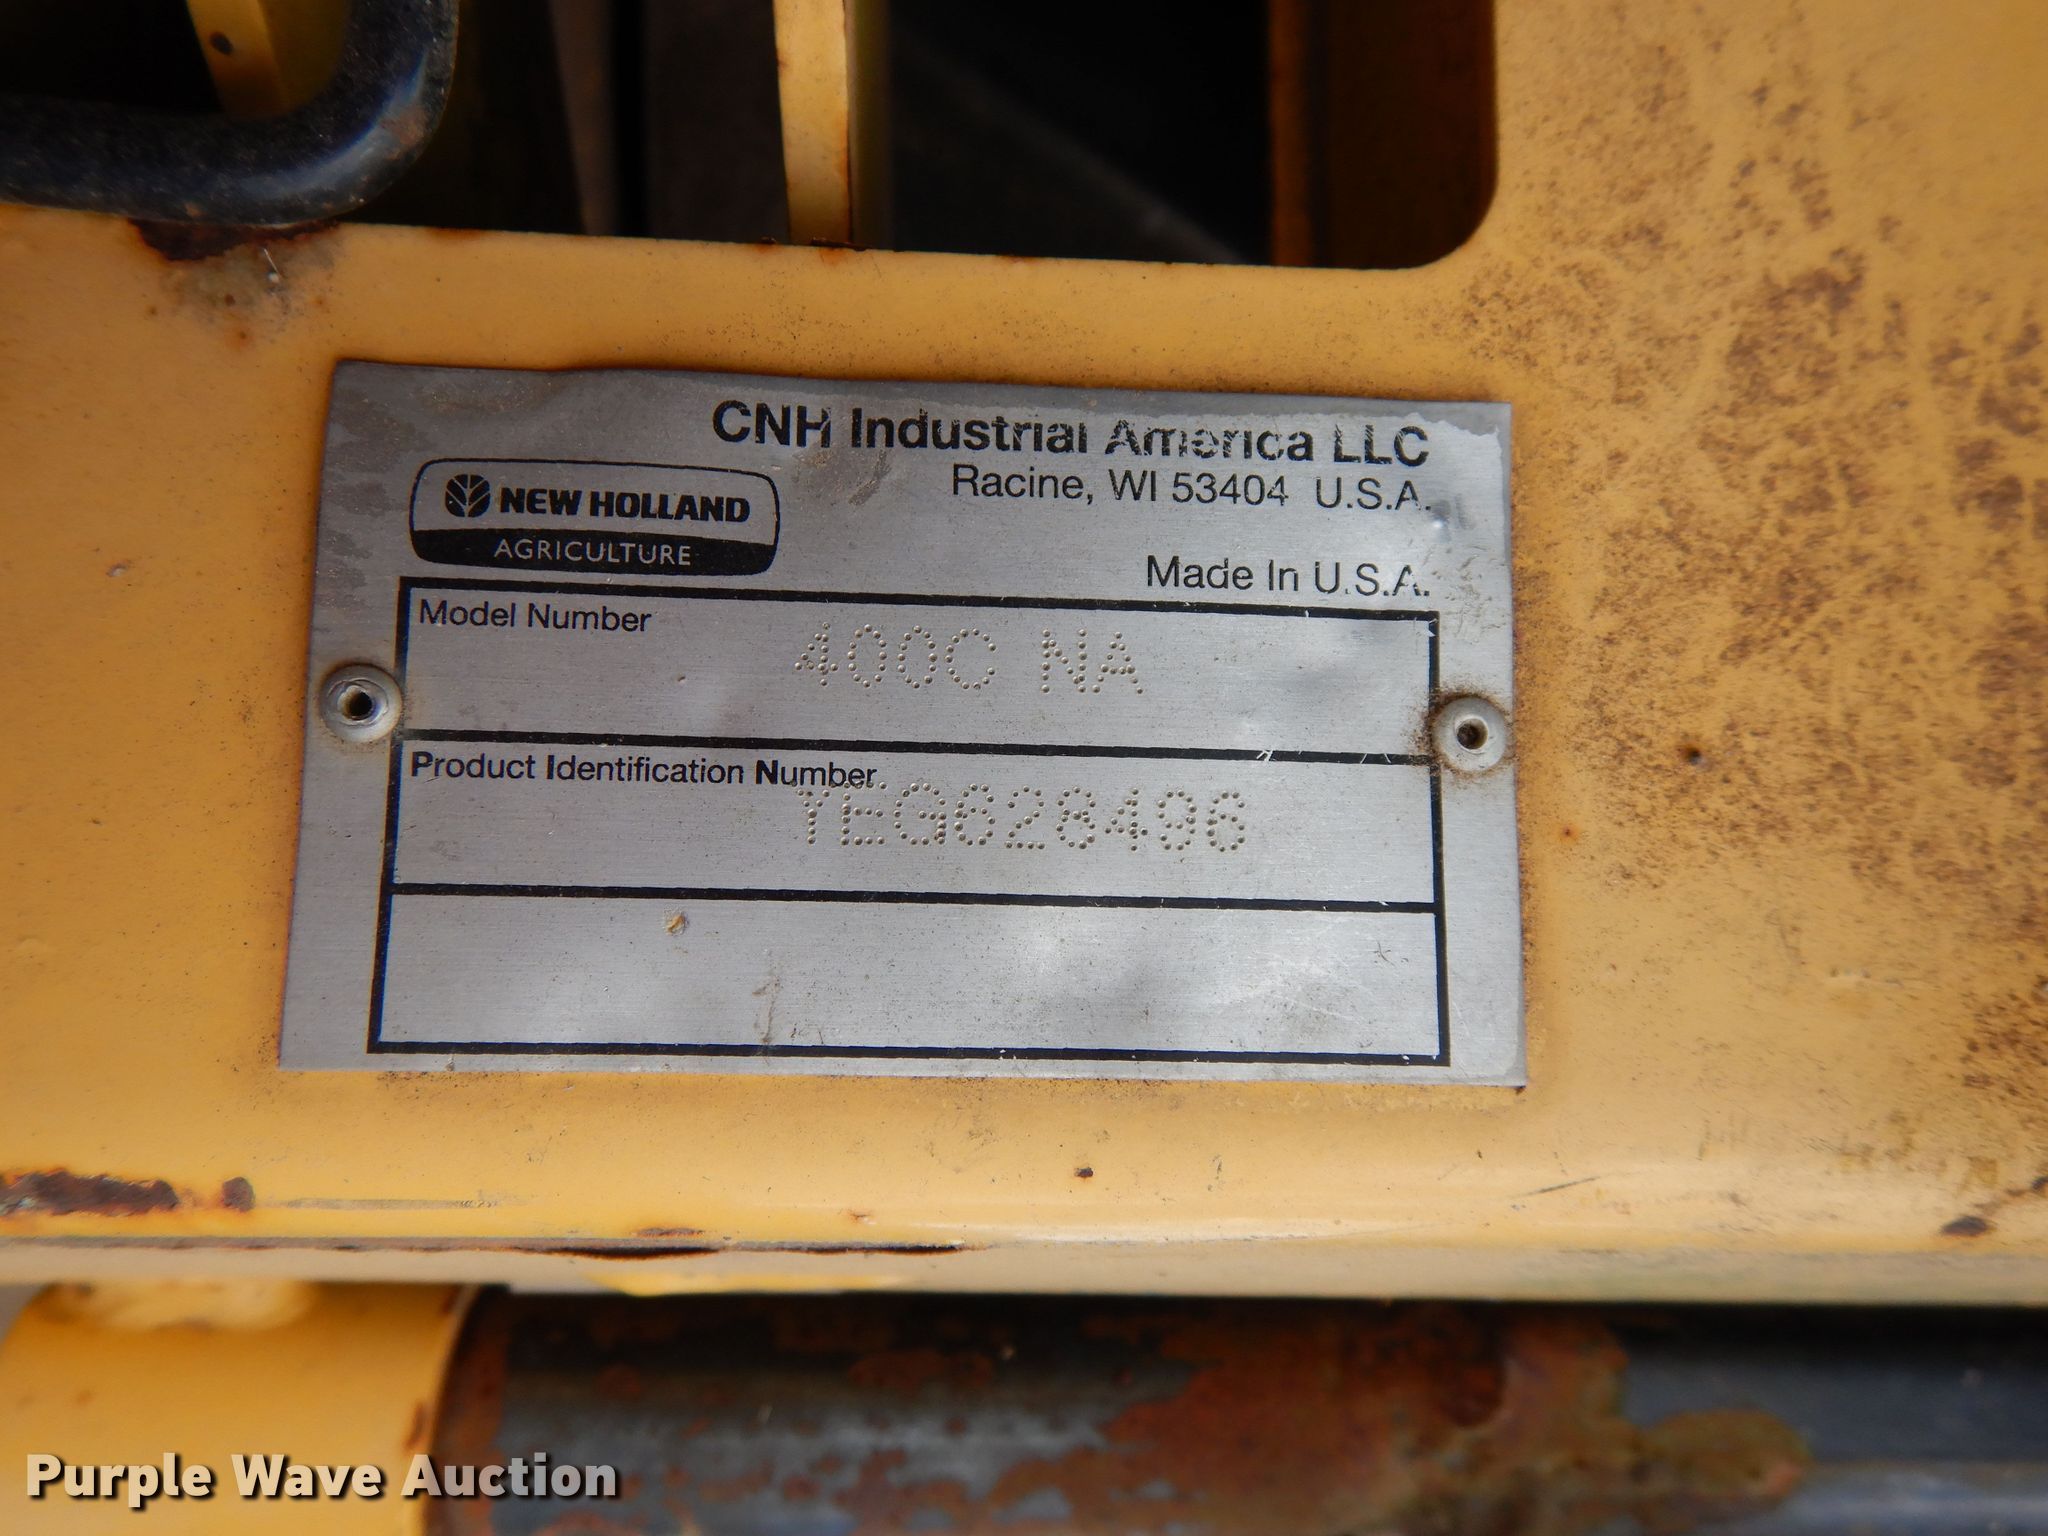 CNH Industrial America LLC
Racine, WI 53404 U.S.A.
NEW HOLLAND
AGRICULTURE
Made In U.S.A.
Model Number
400C NA
Product Identification Number
YEG628496
Purple Wave Auction